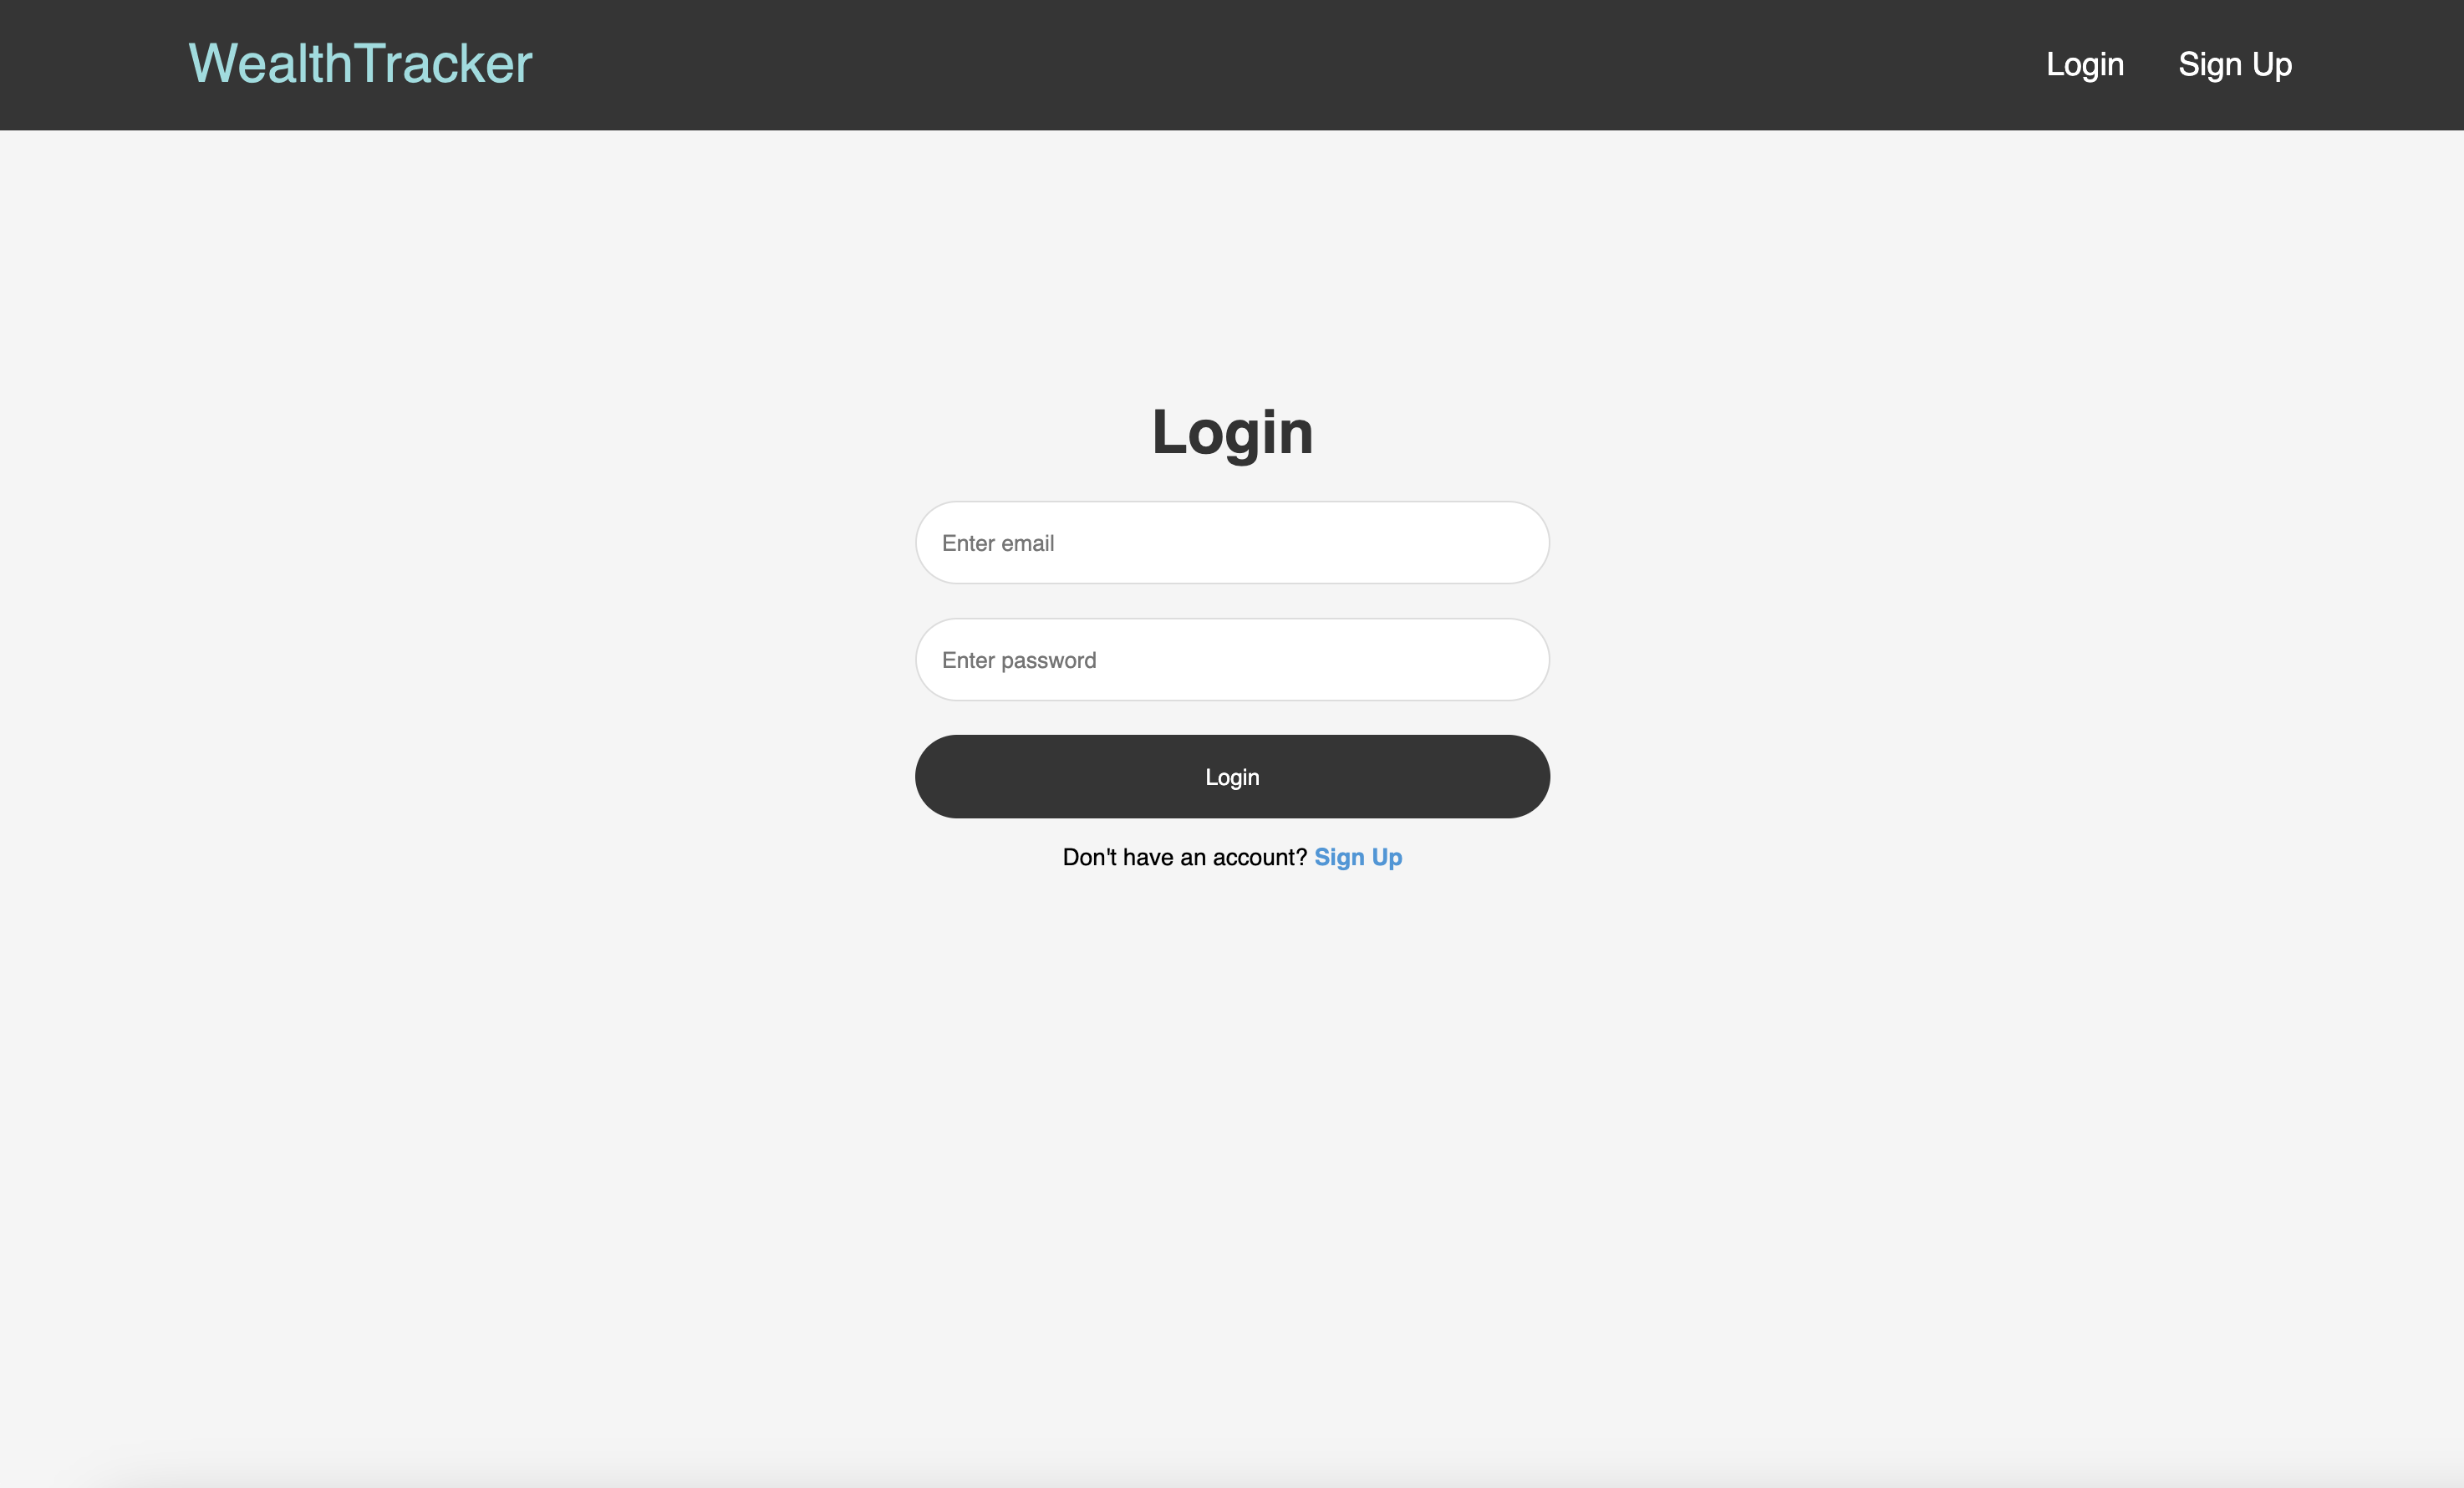 WealthTracker
Login
Sign Up
Login
Enter email
Enter password
Login
Don't have an account? Sign Up